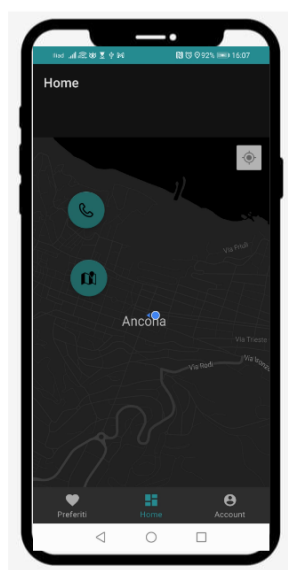 92% 16:07
Home
Via Friuli
Ancona
Via Trieste
Via Rodi
Preferiti Home Account